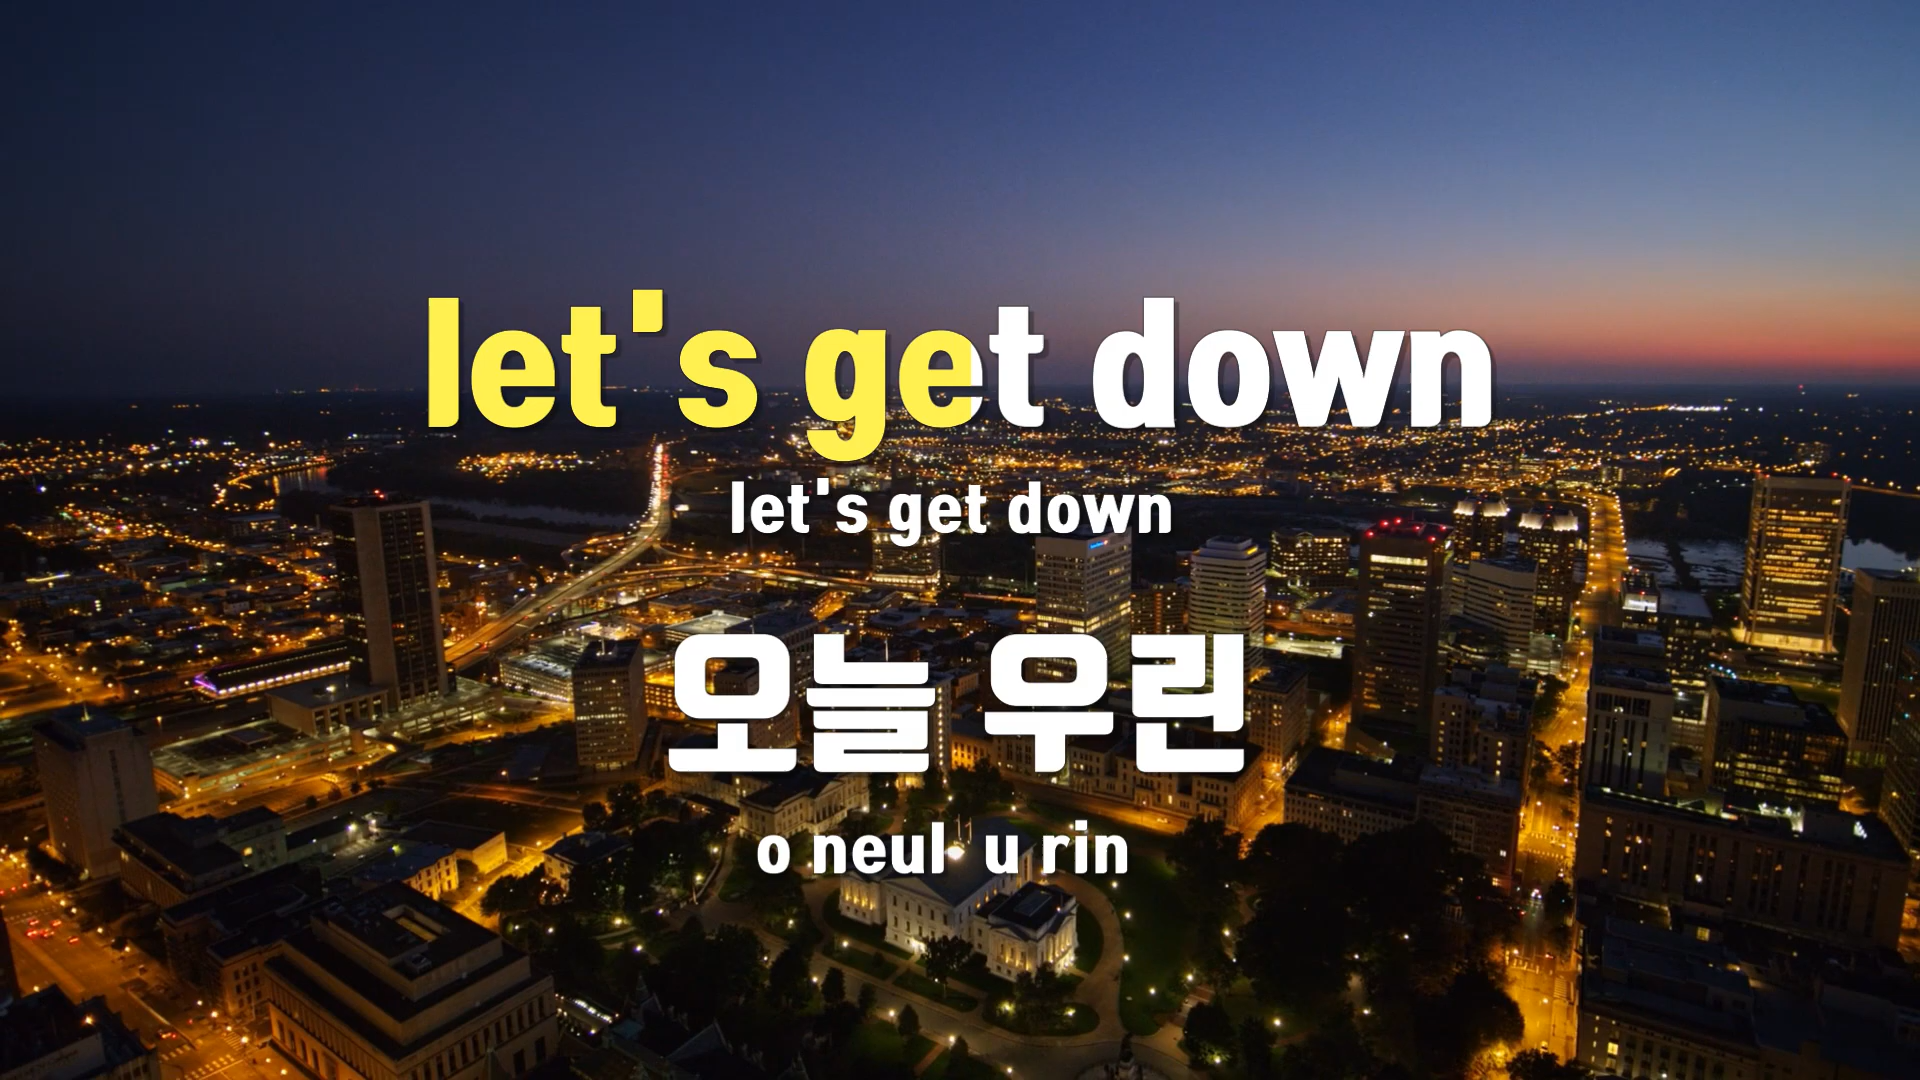 let's get down
let's get down
오늘 우린
o neul u rin